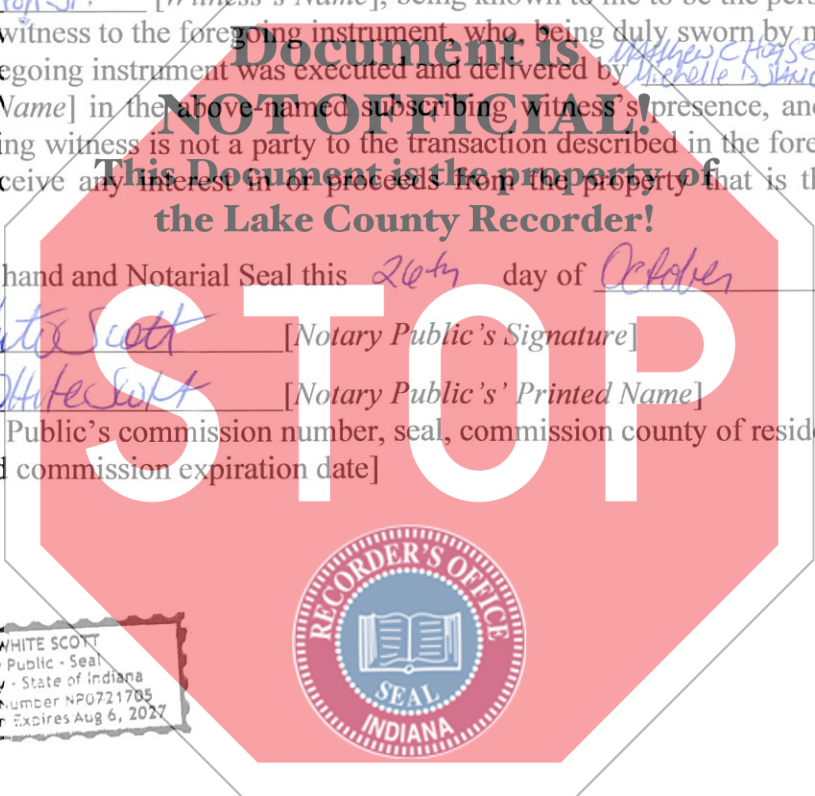 [Witness's Name], being known to me to be the pers
witness to the foregoing instrument, who, being duly sworn by m
Document is
egoing instrument was executed and delivered by Matthew C
Michelle D
NOT OFFICIAL!
Name] in the above-named subscribing witness's presence, and
ing witness is not a party to the transaction described in the fore
This Document is the property of
ceive any interest in or proceeds from the property that is th
the Lake County Recorder!
hand and Notarial Seal this 26th day of October
Scott [Notary Public's Signature]
White Scott [Notary Public's' Printed Name]
Public's commission number, seal, commission county of reside
d commission expiration date]
STOP
RECORDER'S OFFICE
SEAL
INDIANA
WHITE SCOTT
Public - Seal
y - State of Indiana
Number NP0721705
n Expires Aug 6, 2027